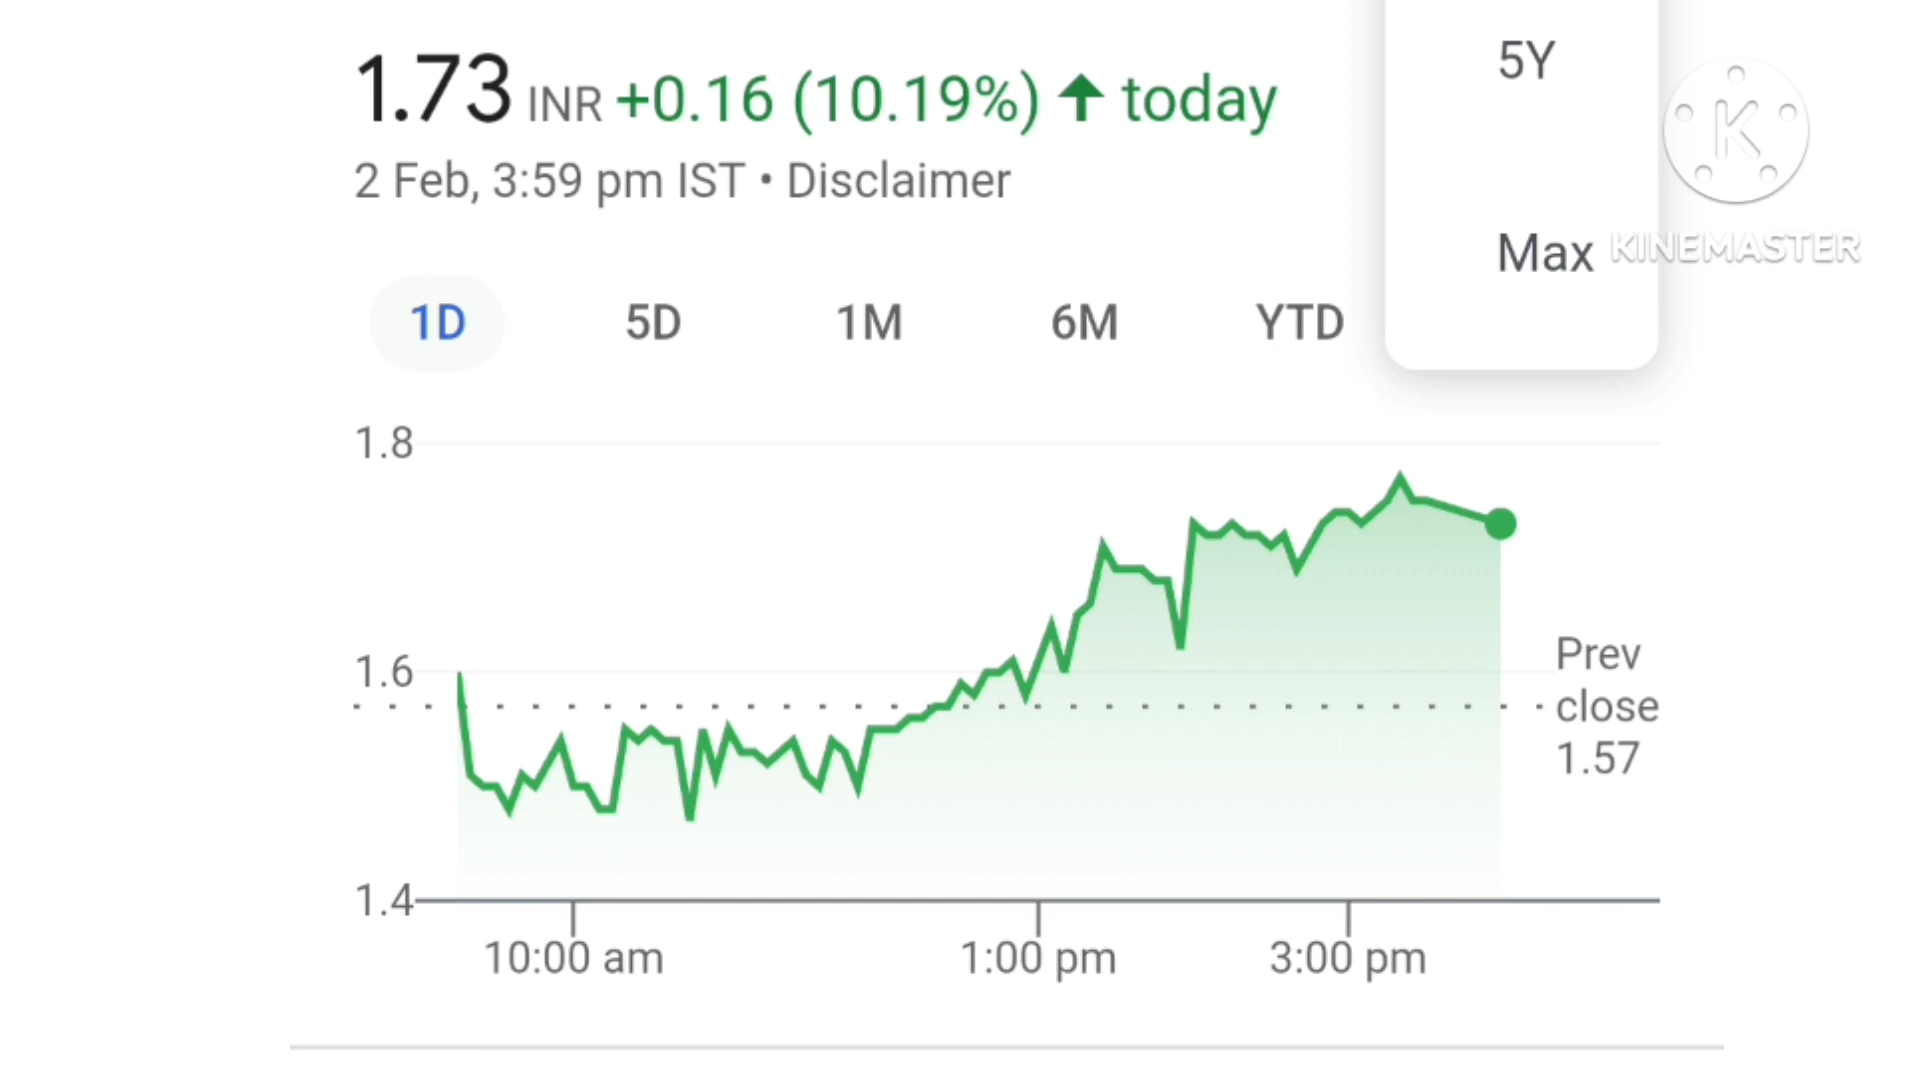 5Y
1.73 INR +0.16 (10.19%) ↑ today
2 Feb, 3:59 pm IST • Disclaimer
K
Max
KINEMASTER
1D 5D 1M 6M YTD
1.8
1.6
Prev
close
1.57
1.4
10:00 am 1:00 pm 3:00 pm